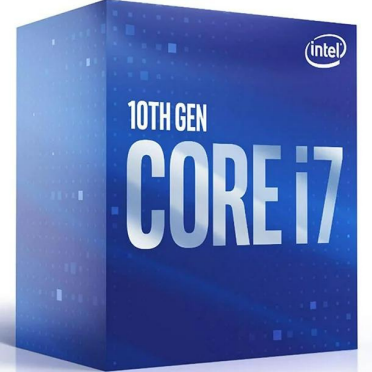 intel
10TH GEN
CORE i7